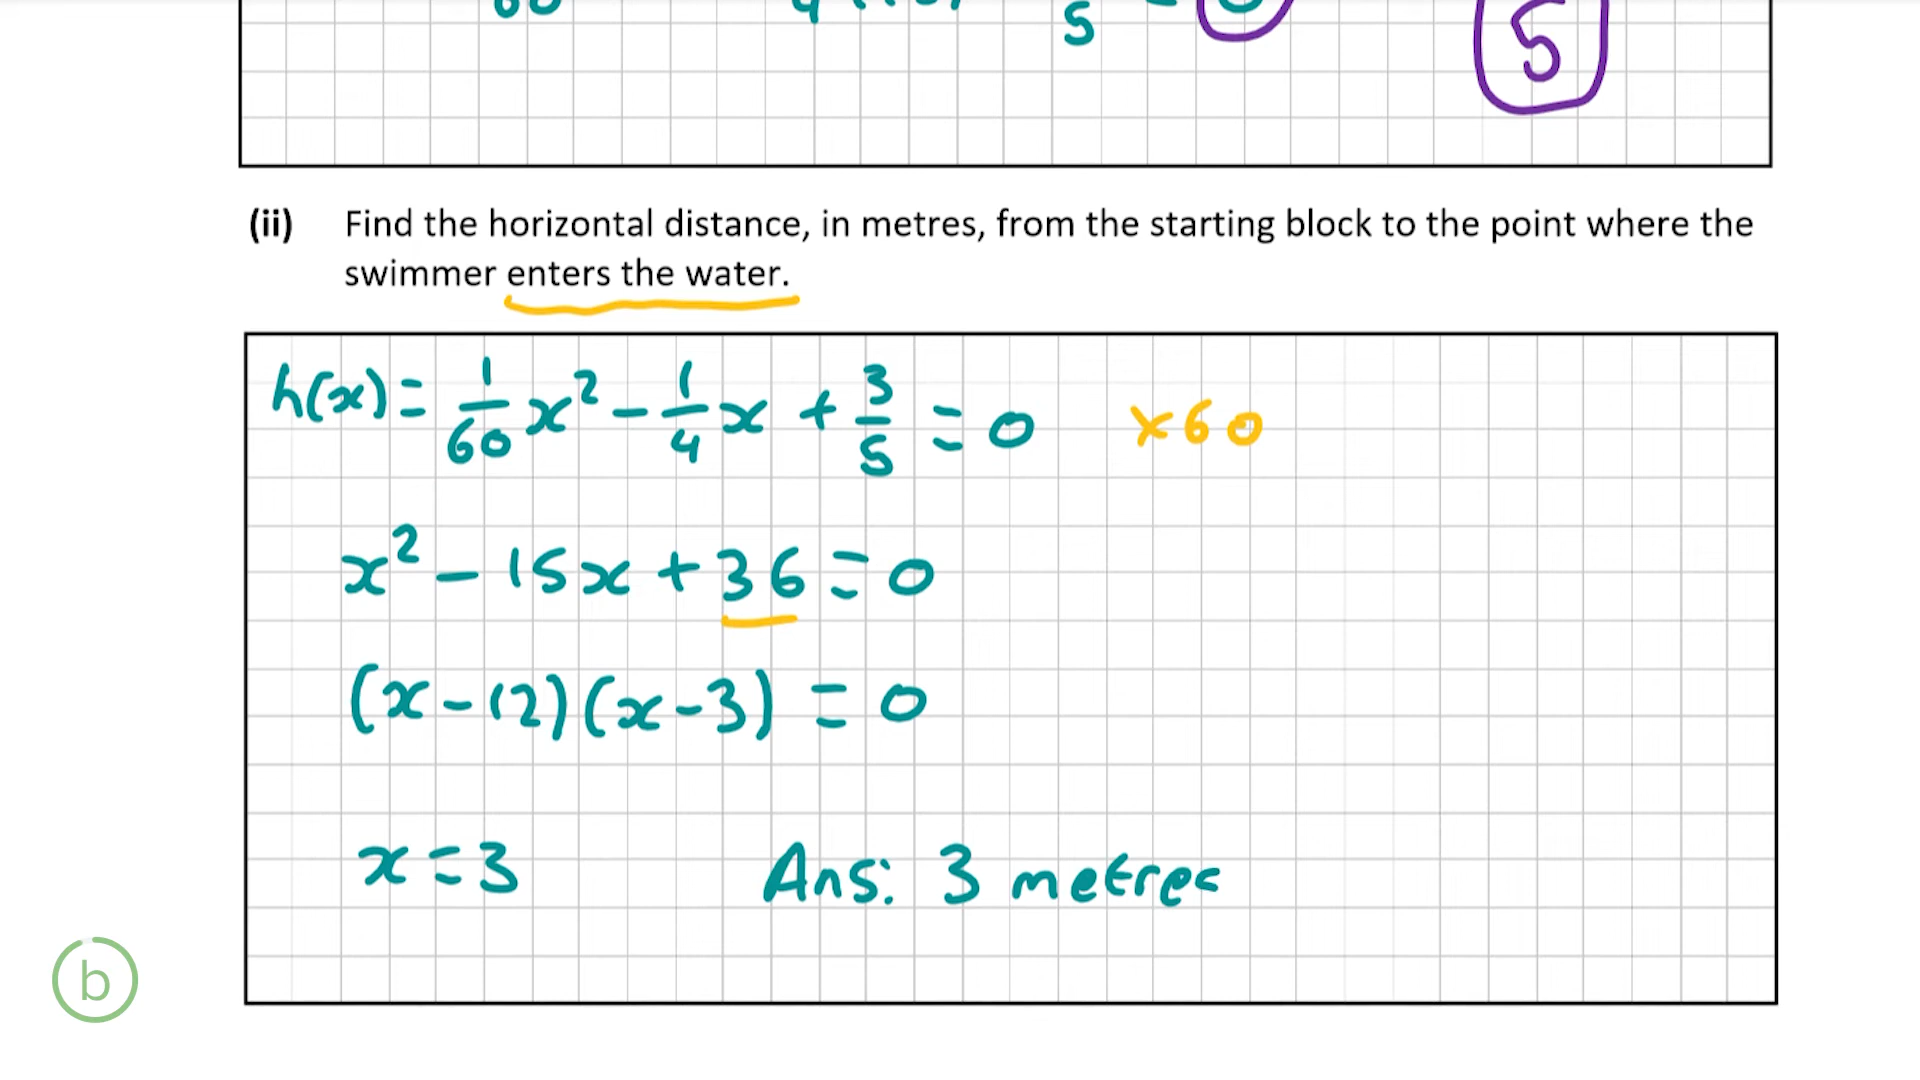 5
5
(ii) Find the horizontal distance, in metres, from the starting block to the point where the
swimmer enters the water.
h(x) = 1/60 x² - 1/4 x + 3/5 = 0 ×60
x² - 15x + 36 = 0
(x - 12)(x - 3) = 0
x = 3 Ans: 3 metres
b